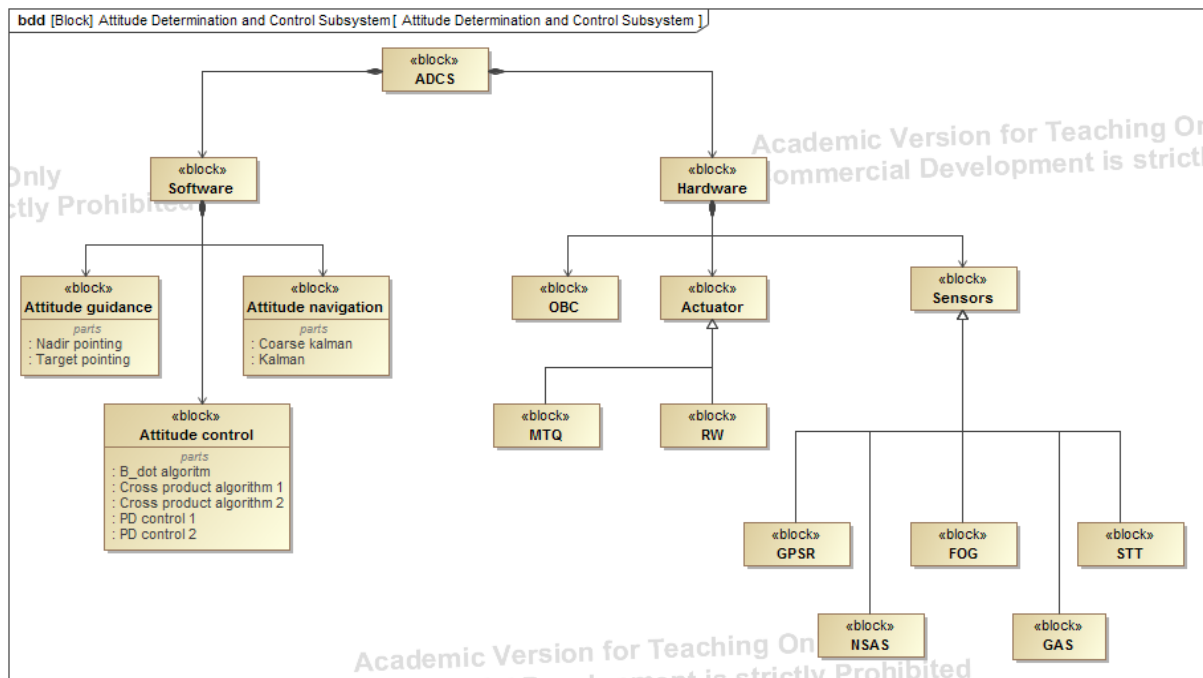 bdd [Block] Attitude Determination and Control Subsystem [ Attitude Determination and Control Subsystem ]
«block»
ADCS
Academic Version for Teaching On
ommercial Development is strictly
Only
ctly Prohibited
«block»
Software
«block»
Hardware
«block»
Attitude guidance
parts
: Nadir pointing
: Target pointing
«block»
Attitude navigation
parts
: Coarse kalman
: Kalman
«block»
OBC
«block»
Actuator
«block»
Sensors
«block»
Attitude control
parts
: B_dot algoritm
: Cross product algorithm 1
: Cross product algorithm 2
: PD control 1
: PD control 2
«block»
MTQ
«block»
RW
«block»
GPSR
«block»
FOG
«block»
STT
«block»
NSAS
«block»
GAS
Academic Version for Teaching On
Development is strictly Prohibited